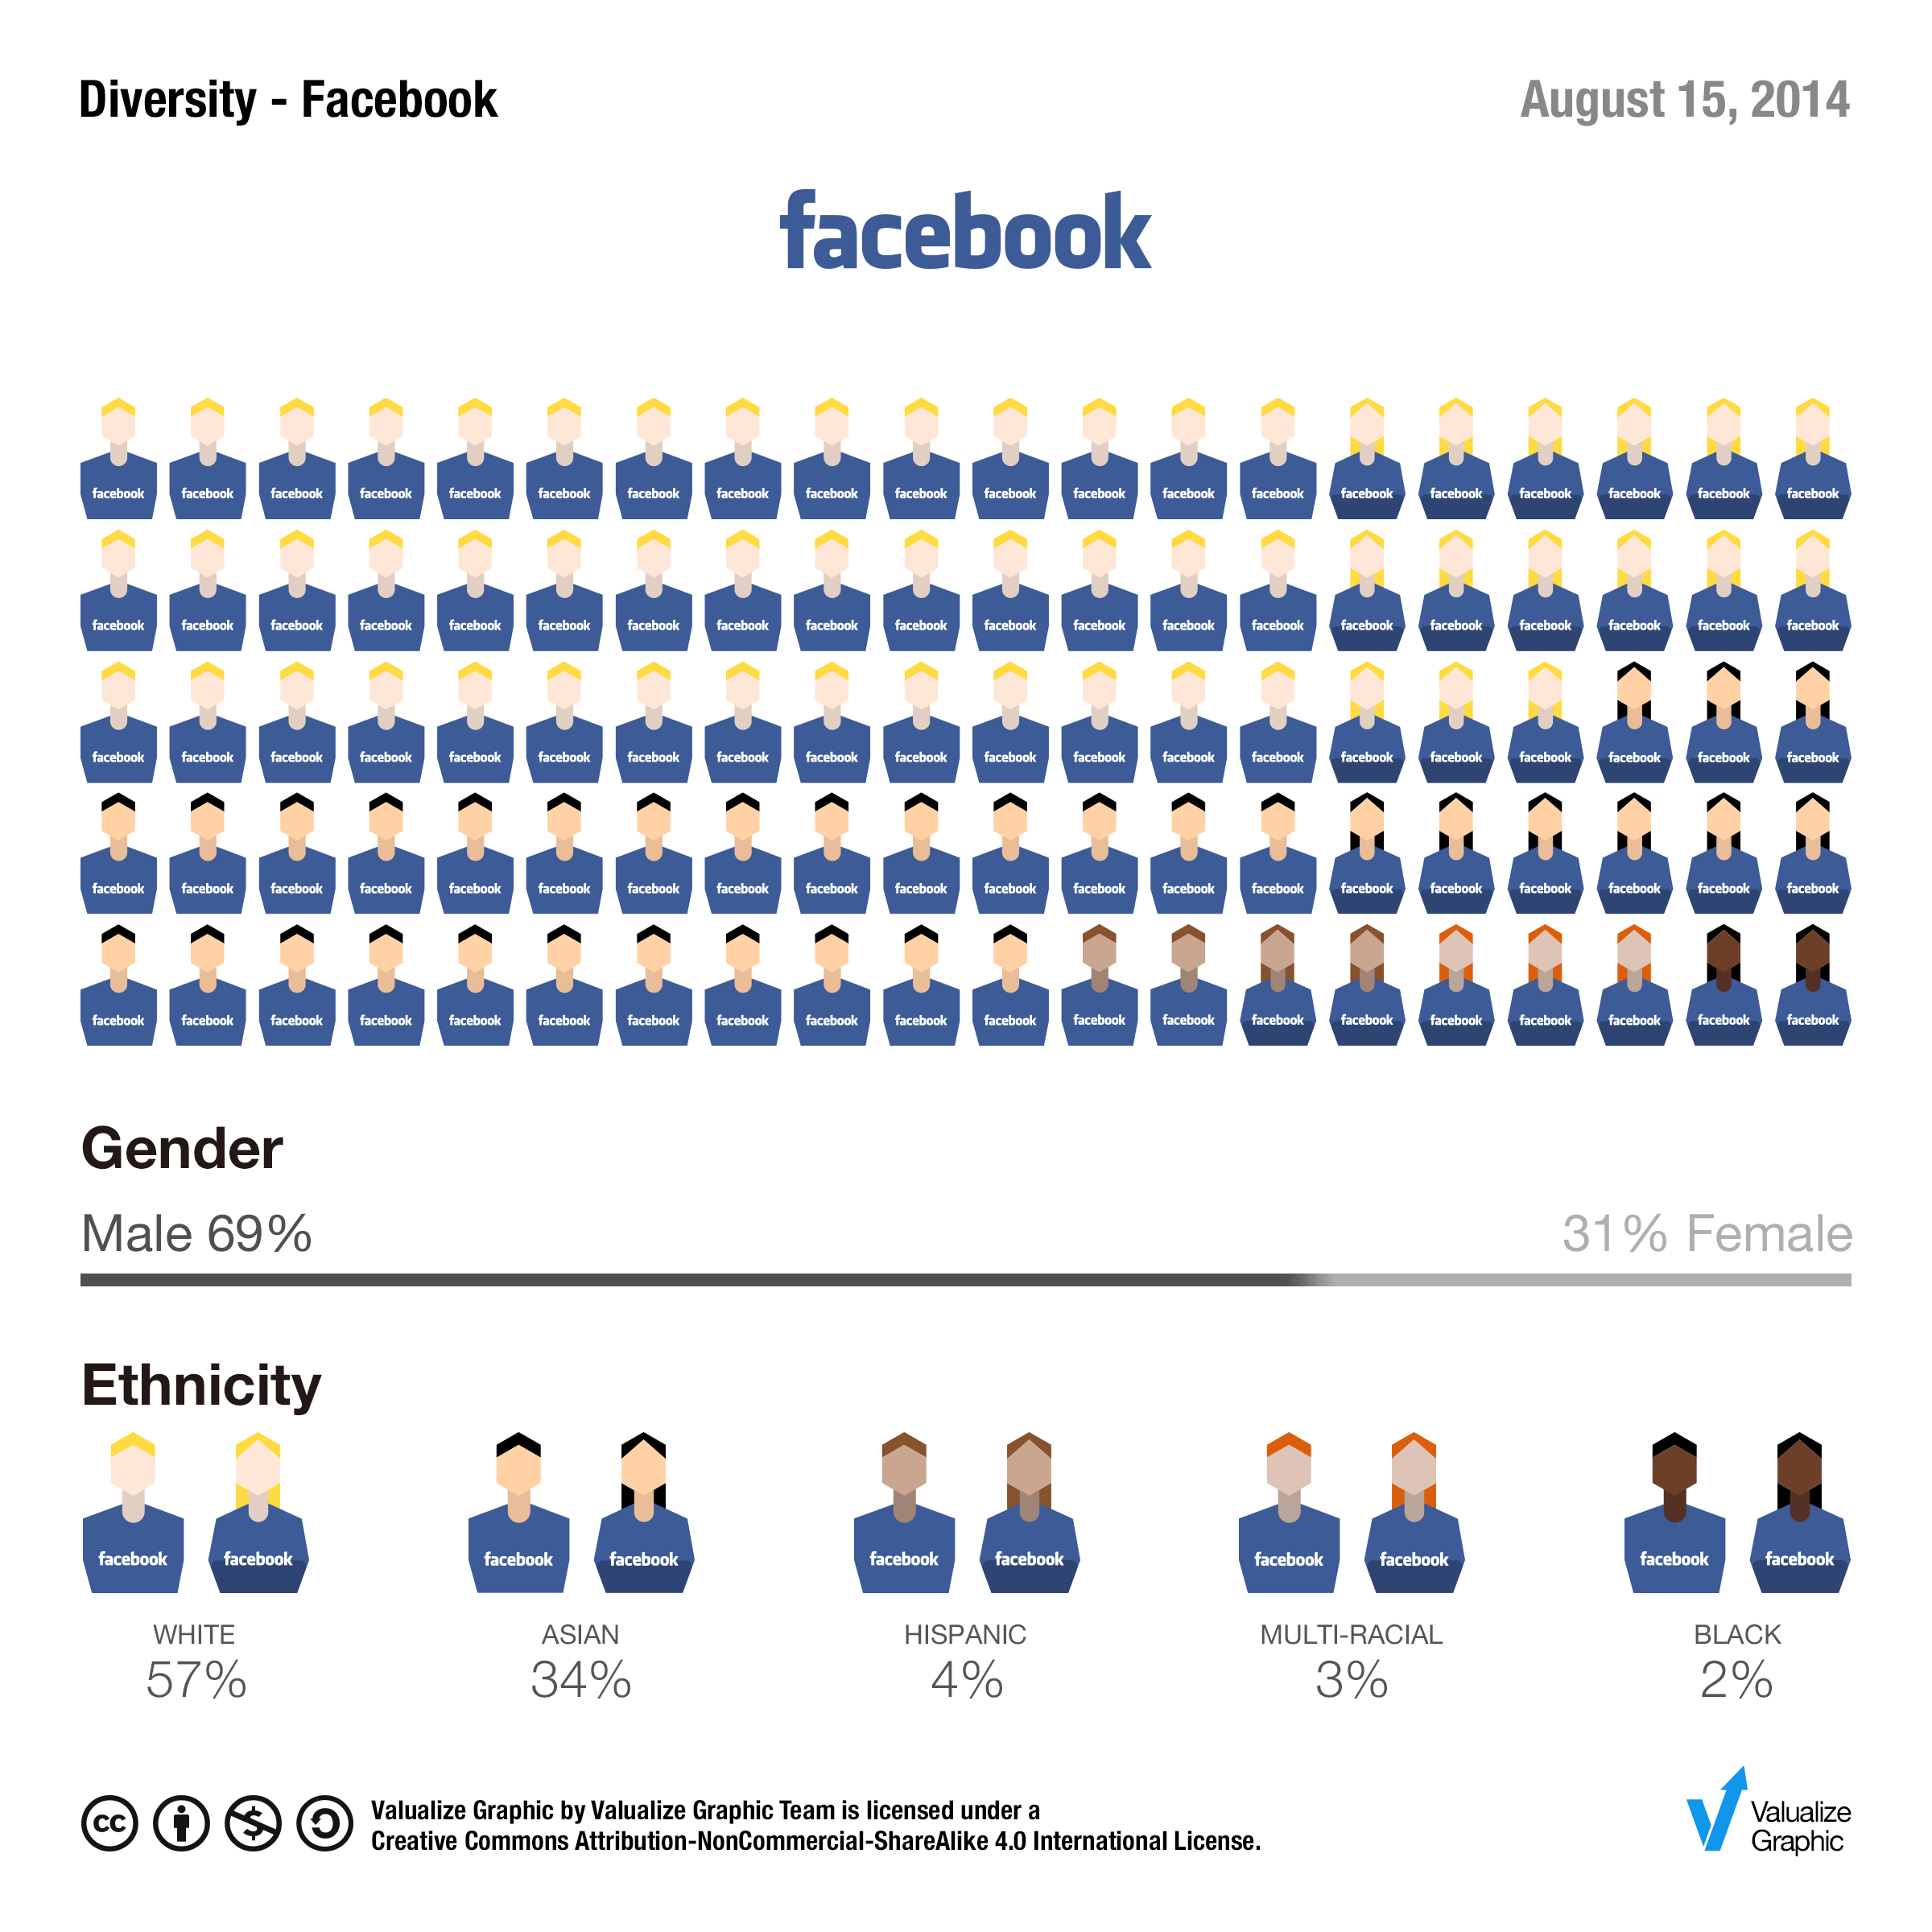 Diversity - Facebook August 15, 2014
facebook
facebook facebook facebook facebook facebook facebook facebook facebook facebook facebook facebook facebook facebook facebook facebook facebook facebook facebook facebook facebook
facebook facebook facebook facebook facebook facebook facebook facebook facebook facebook facebook facebook facebook facebook facebook facebook facebook facebook facebook facebook
facebook facebook facebook facebook facebook facebook facebook facebook facebook facebook facebook facebook facebook facebook facebook facebook facebook facebook facebook facebook
facebook facebook facebook facebook facebook facebook facebook facebook facebook facebook facebook facebook facebook facebook facebook facebook facebook facebook facebook facebook
facebook facebook facebook facebook facebook facebook facebook facebook facebook facebook facebook facebook facebook facebook facebook facebook facebook facebook facebook facebook
Gender
Male 69% 31% Female
Ethnicity
facebook facebook facebook facebook facebook facebook facebook facebook facebook facebook
WHITE ASIAN HISPANIC MULTI-RACIAL BLACK
57% 34% 4% 3% 2%
cc Valualize Graphic by Valualize Graphic Team is licensed under a
Creative Commons Attribution-NonCommercial-ShareAlike 4.0 International License.
Valualize
Graphic